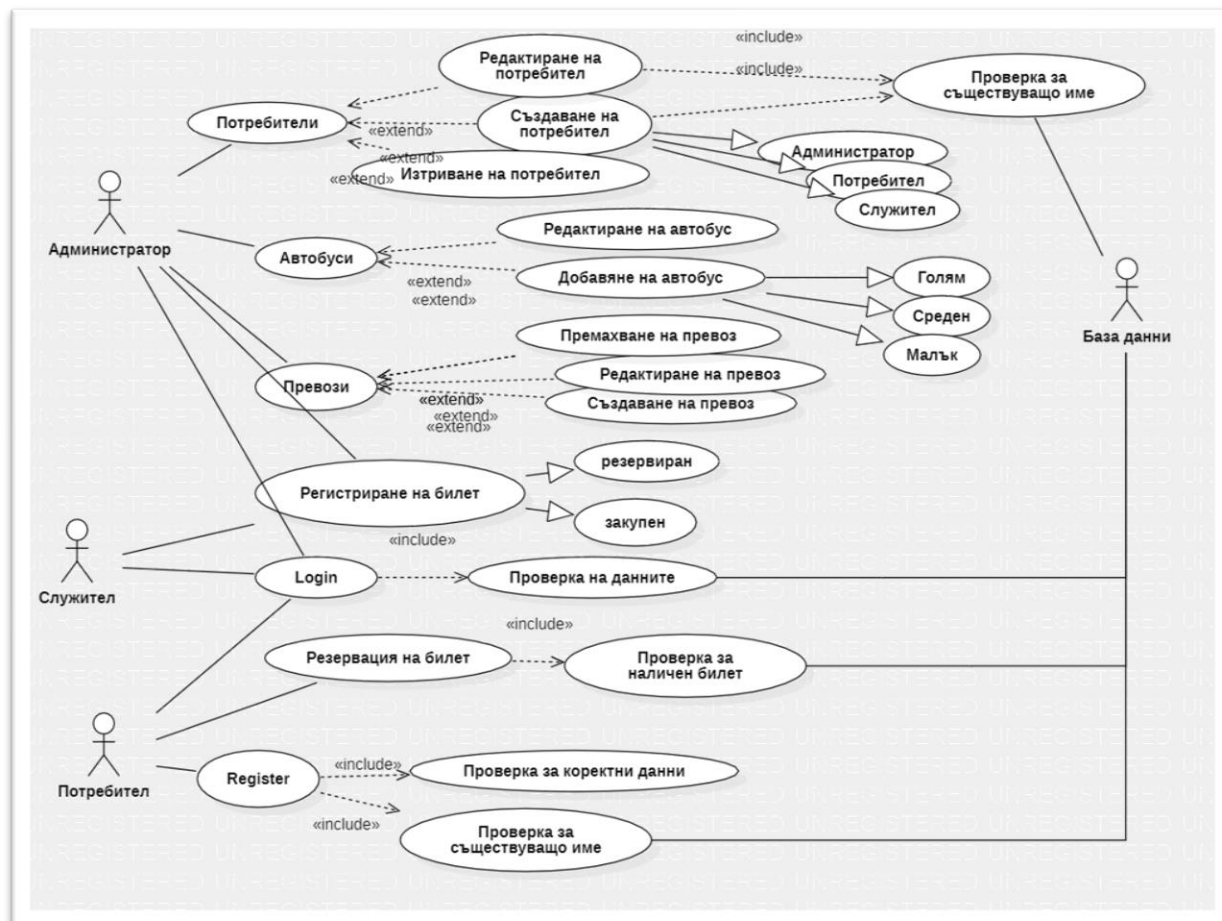 «include»
Редактиране на
потребител
«include»
Проверка за
съществуващо име
Потребители
Създаване на
потребител
«extend»
Администратор
«extend»
Изтриване на потребител
«extend»
Потребител
Служител
Администратор
Редактиране на автобус
Автобуси
Добавяне на автобус
Голям
«extend»
«extend»
Среден
База данни
Премахване на превоз
Малък
Превози
Редактиране на превоз
«extend»
Създаване на превоз
«extend»
«extend»
резервиран
Регистриране на билет
закупен
«include»
Служител
Login
Проверка на данните
«include»
Резервация на билет
Проверка за
наличен билет
Потребител
Register
«include»
Проверка за коректни данни
«include»
Проверка за
съществуващо име
UNREGISTERED